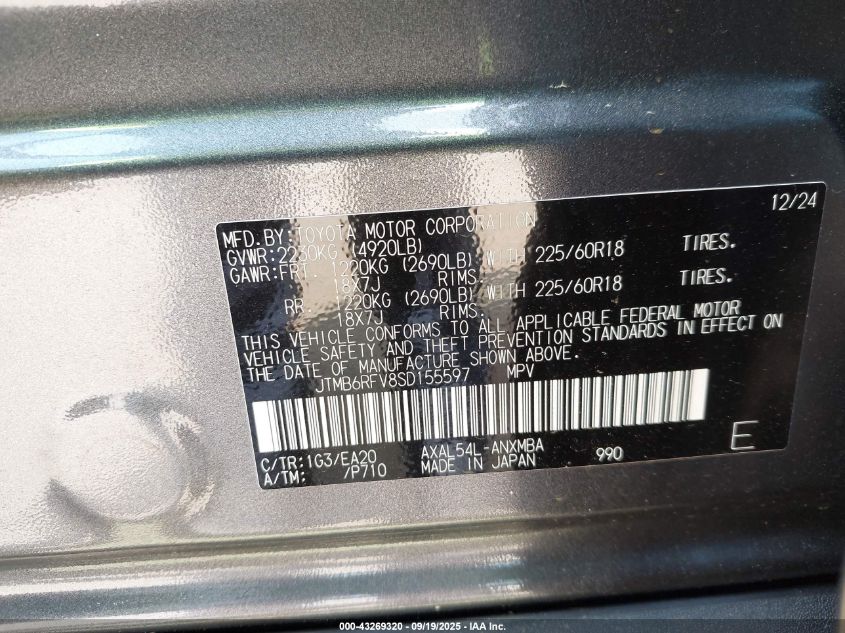 12/24
MFD.BY:TOYOTA MOTOR CORPORATION
GVWR:2230KG (4920LB)
GAWR:FRT. 1220KG (2690LB) WITH 225/60R18 TIRES.
18X7J RIMS,
RR. 1220KG (2690LB) WITH 225/60R18 TIRES.
18X7J RIMS,
THIS VEHICLE CONFORMS TO ALL APPLICABLE FEDERAL MOTOR
VEHICLE SAFETY AND THEFT PREVENTION STANDARDS IN EFFECT ON
THE DATE OF MANUFACTURE SHOWN ABOVE.
JTMB6RFV8SD155597 MPV
C/TR:1G3/EA20 AXAL54L-ANXMBA 990 E
A/TM: /P710 MADE IN JAPAN
000-43269320 - 09/19/2025 - IAA Inc.